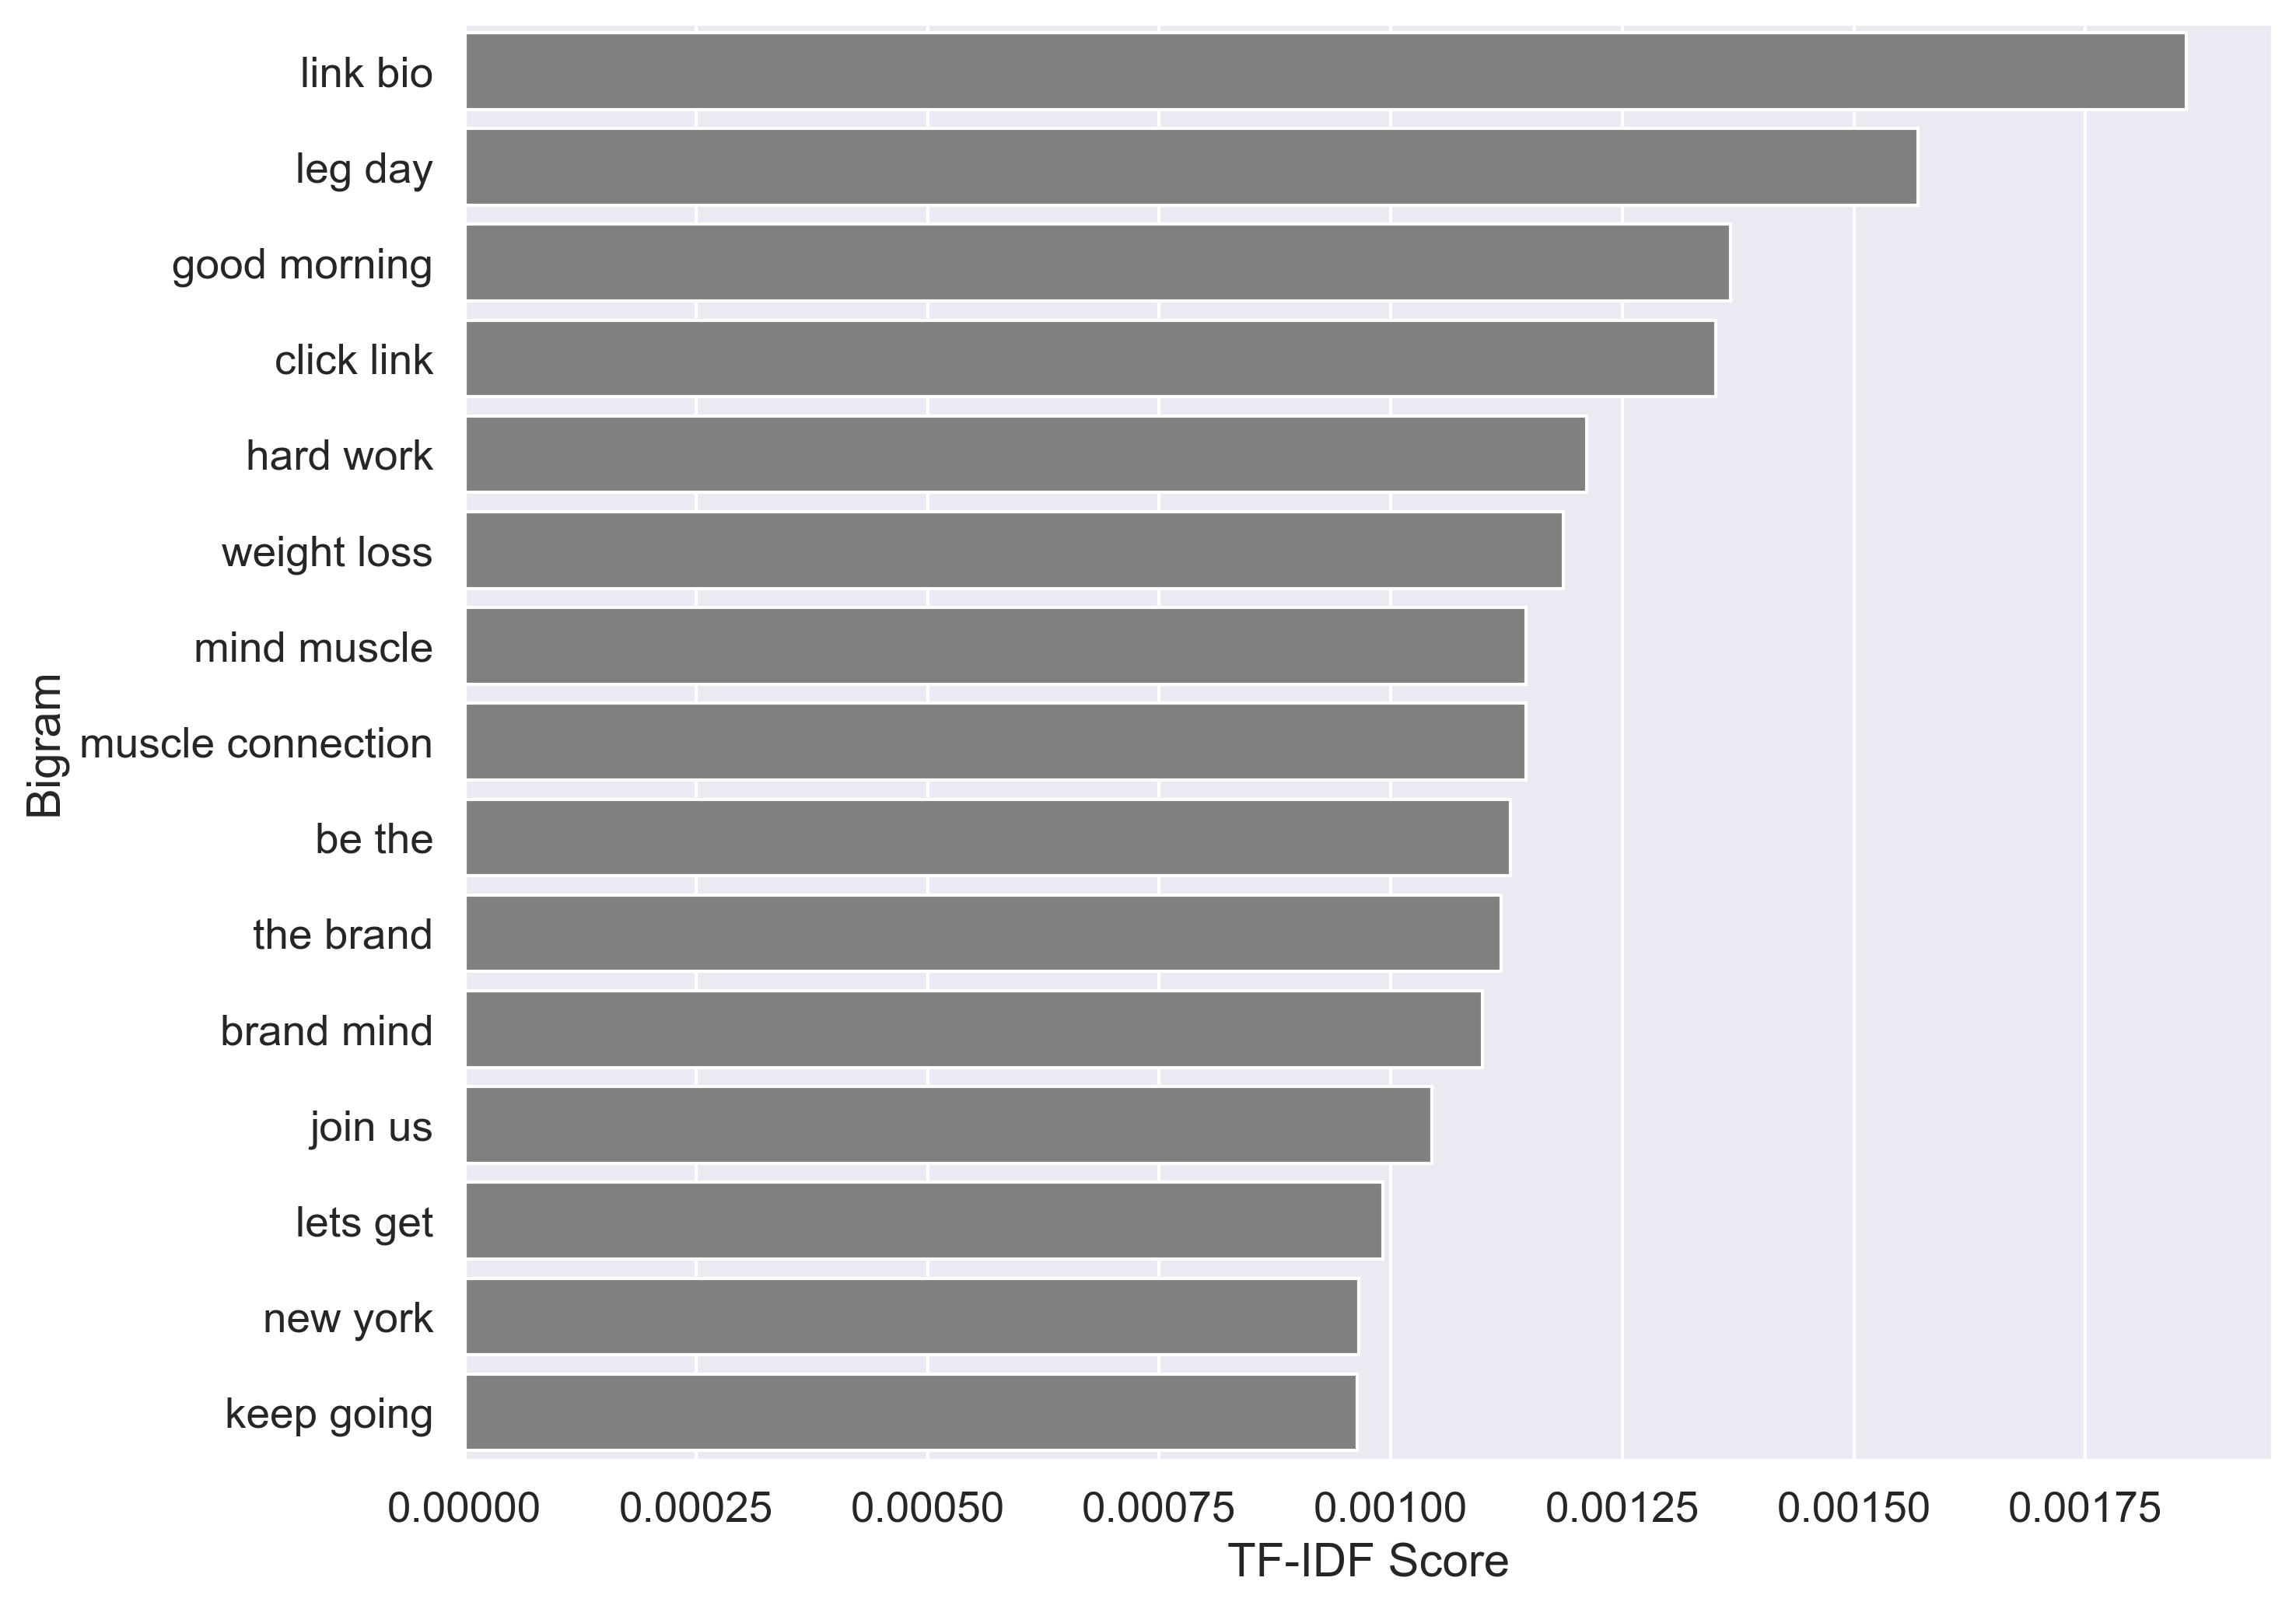 link bio
leg day
good morning
click link
hard work
weight loss
mind muscle
muscle connection
be the
the brand
brand mind
join us
lets get
new york
keep going
Bigram
0.00000 0.00025 0.00050 0.00075 0.00100 0.00125 0.00150 0.00175
TF-IDF Score